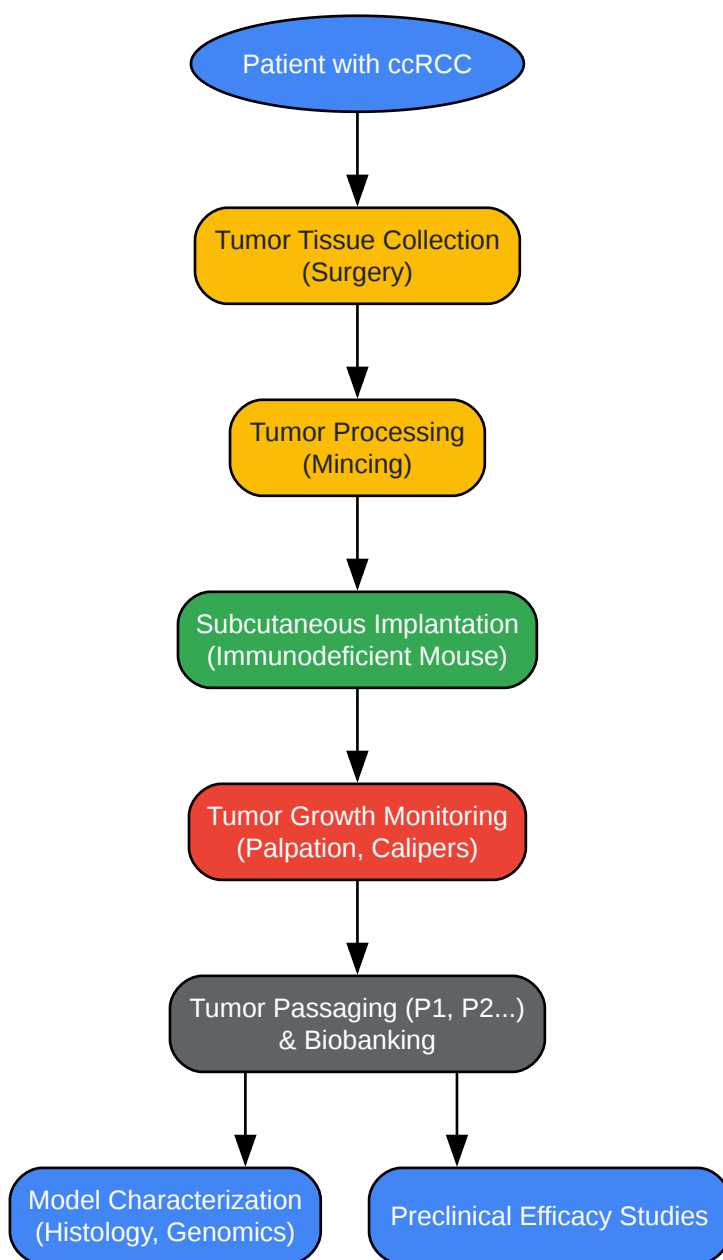 Patient with ccRCC
Tumor Tissue Collection
(Surgery)
Tumor Processing
(Mincing)
Subcutaneous Implantation
(Immunodeficient Mouse)
Tumor Growth Monitoring
(Palpation, Calipers)
Tumor Passaging (P1, P2...)
& Biobanking
Model Characterization
(Histology, Genomics)
Preclinical Efficacy Studies